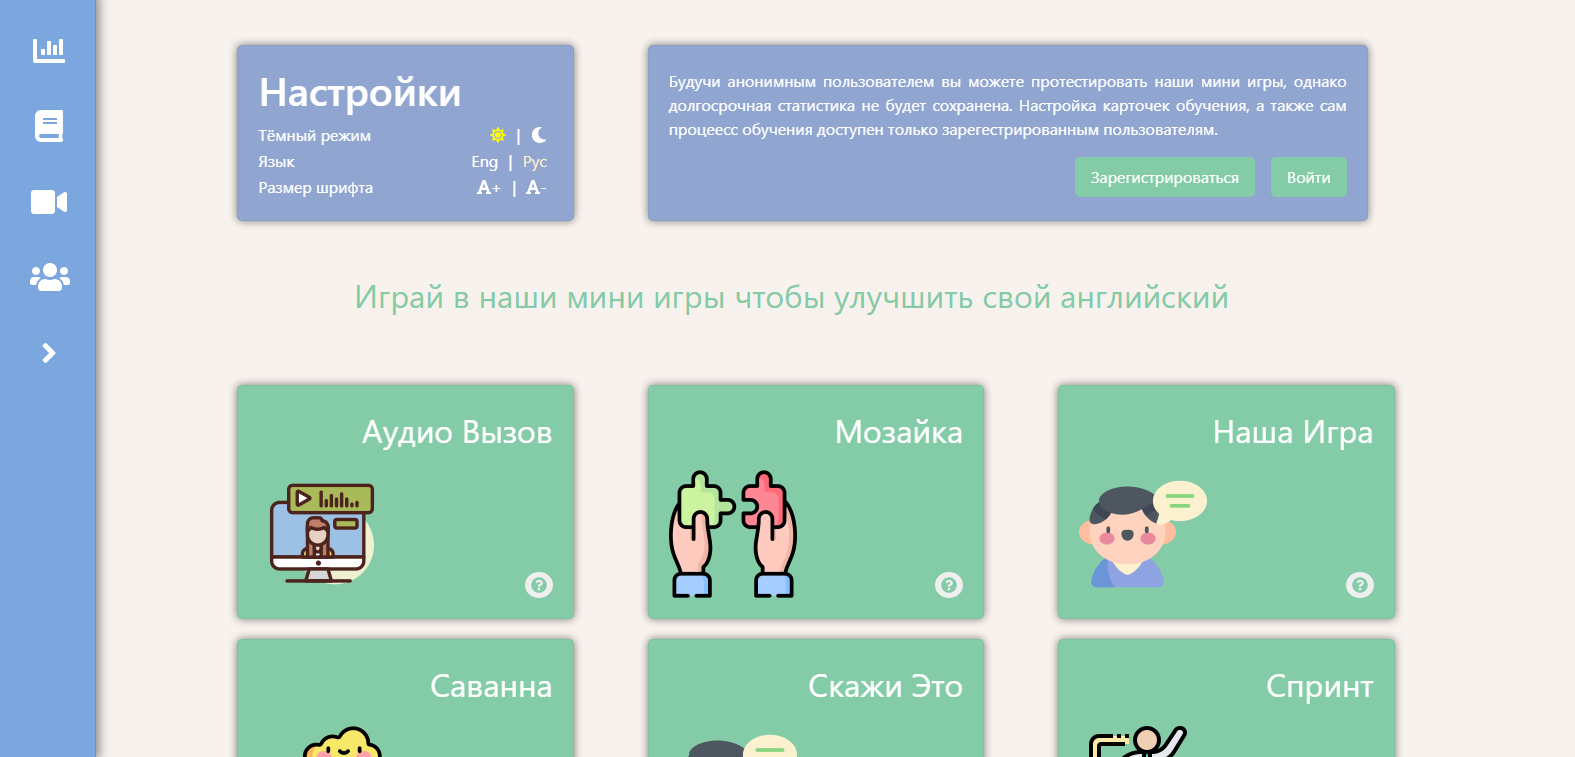 Настройки
Тёмный режим |
Язык Eng | Рус
Размер шрифта A+ | A-
Будучи анонимным пользователем вы можете протестировать наши мини игры, однако
долгосрочная статистика не будет сохранена. Настройка карточек обучения, а также сам
процеесс обучения доступен только зарегестрированным пользователям.
Зарегистрироваться Войти
Играй в наши мини игры чтобы улучшить свой английский
Аудио Вызов
?
Мозайка
?
Наша Игра
?
Саванна
Скажи Это
Спринт